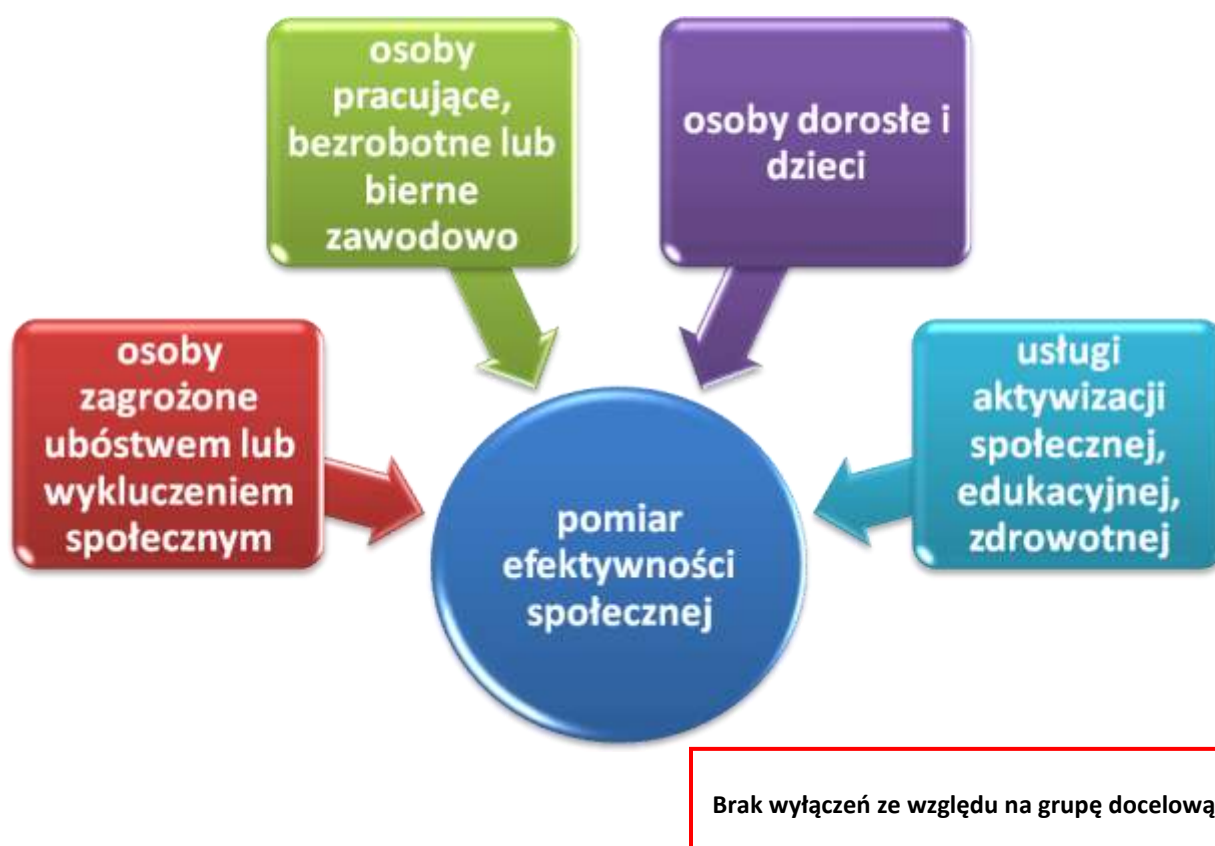 osoby
pracujące,
bezrobotne lub
bierne
zawodowo
osoby dorosłe i
dzieci
osoby
zagrożone
ubóstwem lub
wykluczeniem
społecznym
usługi
aktywizacji
społecznej,
edukacyjnej,
zdrowotnej
pomiar
efektywności
społecznej
Brak wyłączeń ze względu na grupę docelową